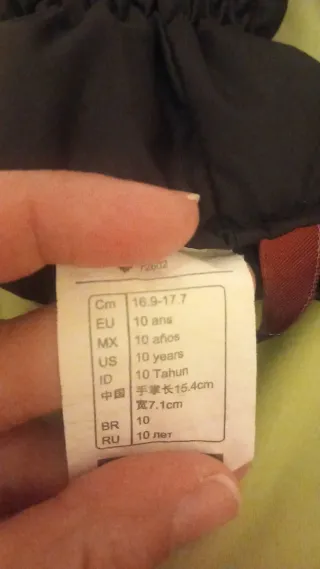 Cm 16.9-17.7
EU 10 ans
MX 10 años
US 10 years
ID 10 Tahun
中国 手掌长15.4cm
宽7.1cm
BR 10
RU 10 лет